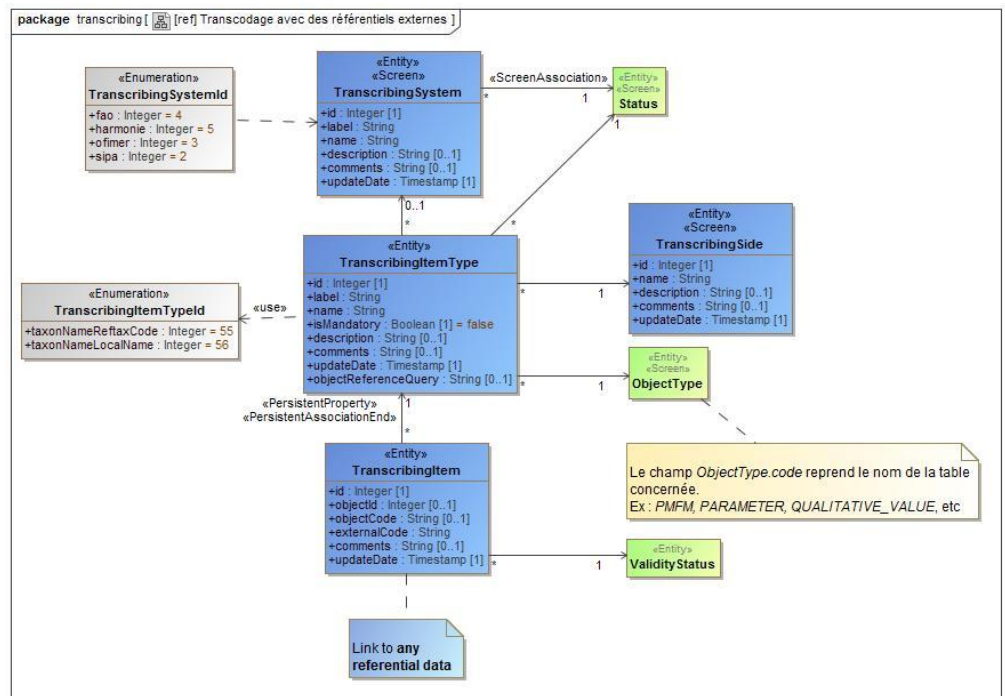 package transcribing [ [ref] Transcodage avec des référentiels externes ]
«Enumeration»
TranscribingSystemId
+fao : Integer = 4
+harmonie : Integer = 5
+ofimer : Integer = 3
+sipa : Integer = 2
«Entity»
«Screen»
TranscribingSystem
+id : Integer [1]
+label : String
+name : String
+description : String [0..1]
+comments : String [0..1]
+updateDate : Timestamp [1]
«ScreenAssociation»
*
1
«Entity»
«Screen»
Status
1
0..1
*
*
«Entity»
TranscribingItemType
+id : Integer [1]
+label : String
+name : String
+isMandatory : Boolean [1] = false
+description : String [0..1]
+comments : String [0..1]
+updateDate : Timestamp [1]
+objectReferenceQuery : String [0..1]
«Entity»
«Screen»
TranscribingSide
+id : Integer [1]
+name : String
+description : String [0..1]
+comments : String [0..1]
+updateDate : Timestamp [1]
*
1
«Enumeration»
TranscribingItemTypeId
+taxonNameReftaxCode : Integer = 55
+taxonNameLocalName : Integer = 56
«use»
*
1
«Entity»
«Screen»
ObjectType
«PersistentProperty»
«PersistentAssociationEnd»
1
*
«Entity»
TranscribingItem
+id : Integer [1]
+objectId : Integer [0..1]
+objectCode : String [0..1]
+externalCode : String
+comments : String [0..1]
+updateDate : Timestamp [1]
Le champ ObjectType.code reprend le nom de la table
concernée.
Ex : PMFM, PARAMETER, QUALITATIVE_VALUE, etc
*
1
«Entity»
ValidityStatus
Link to any
referential data